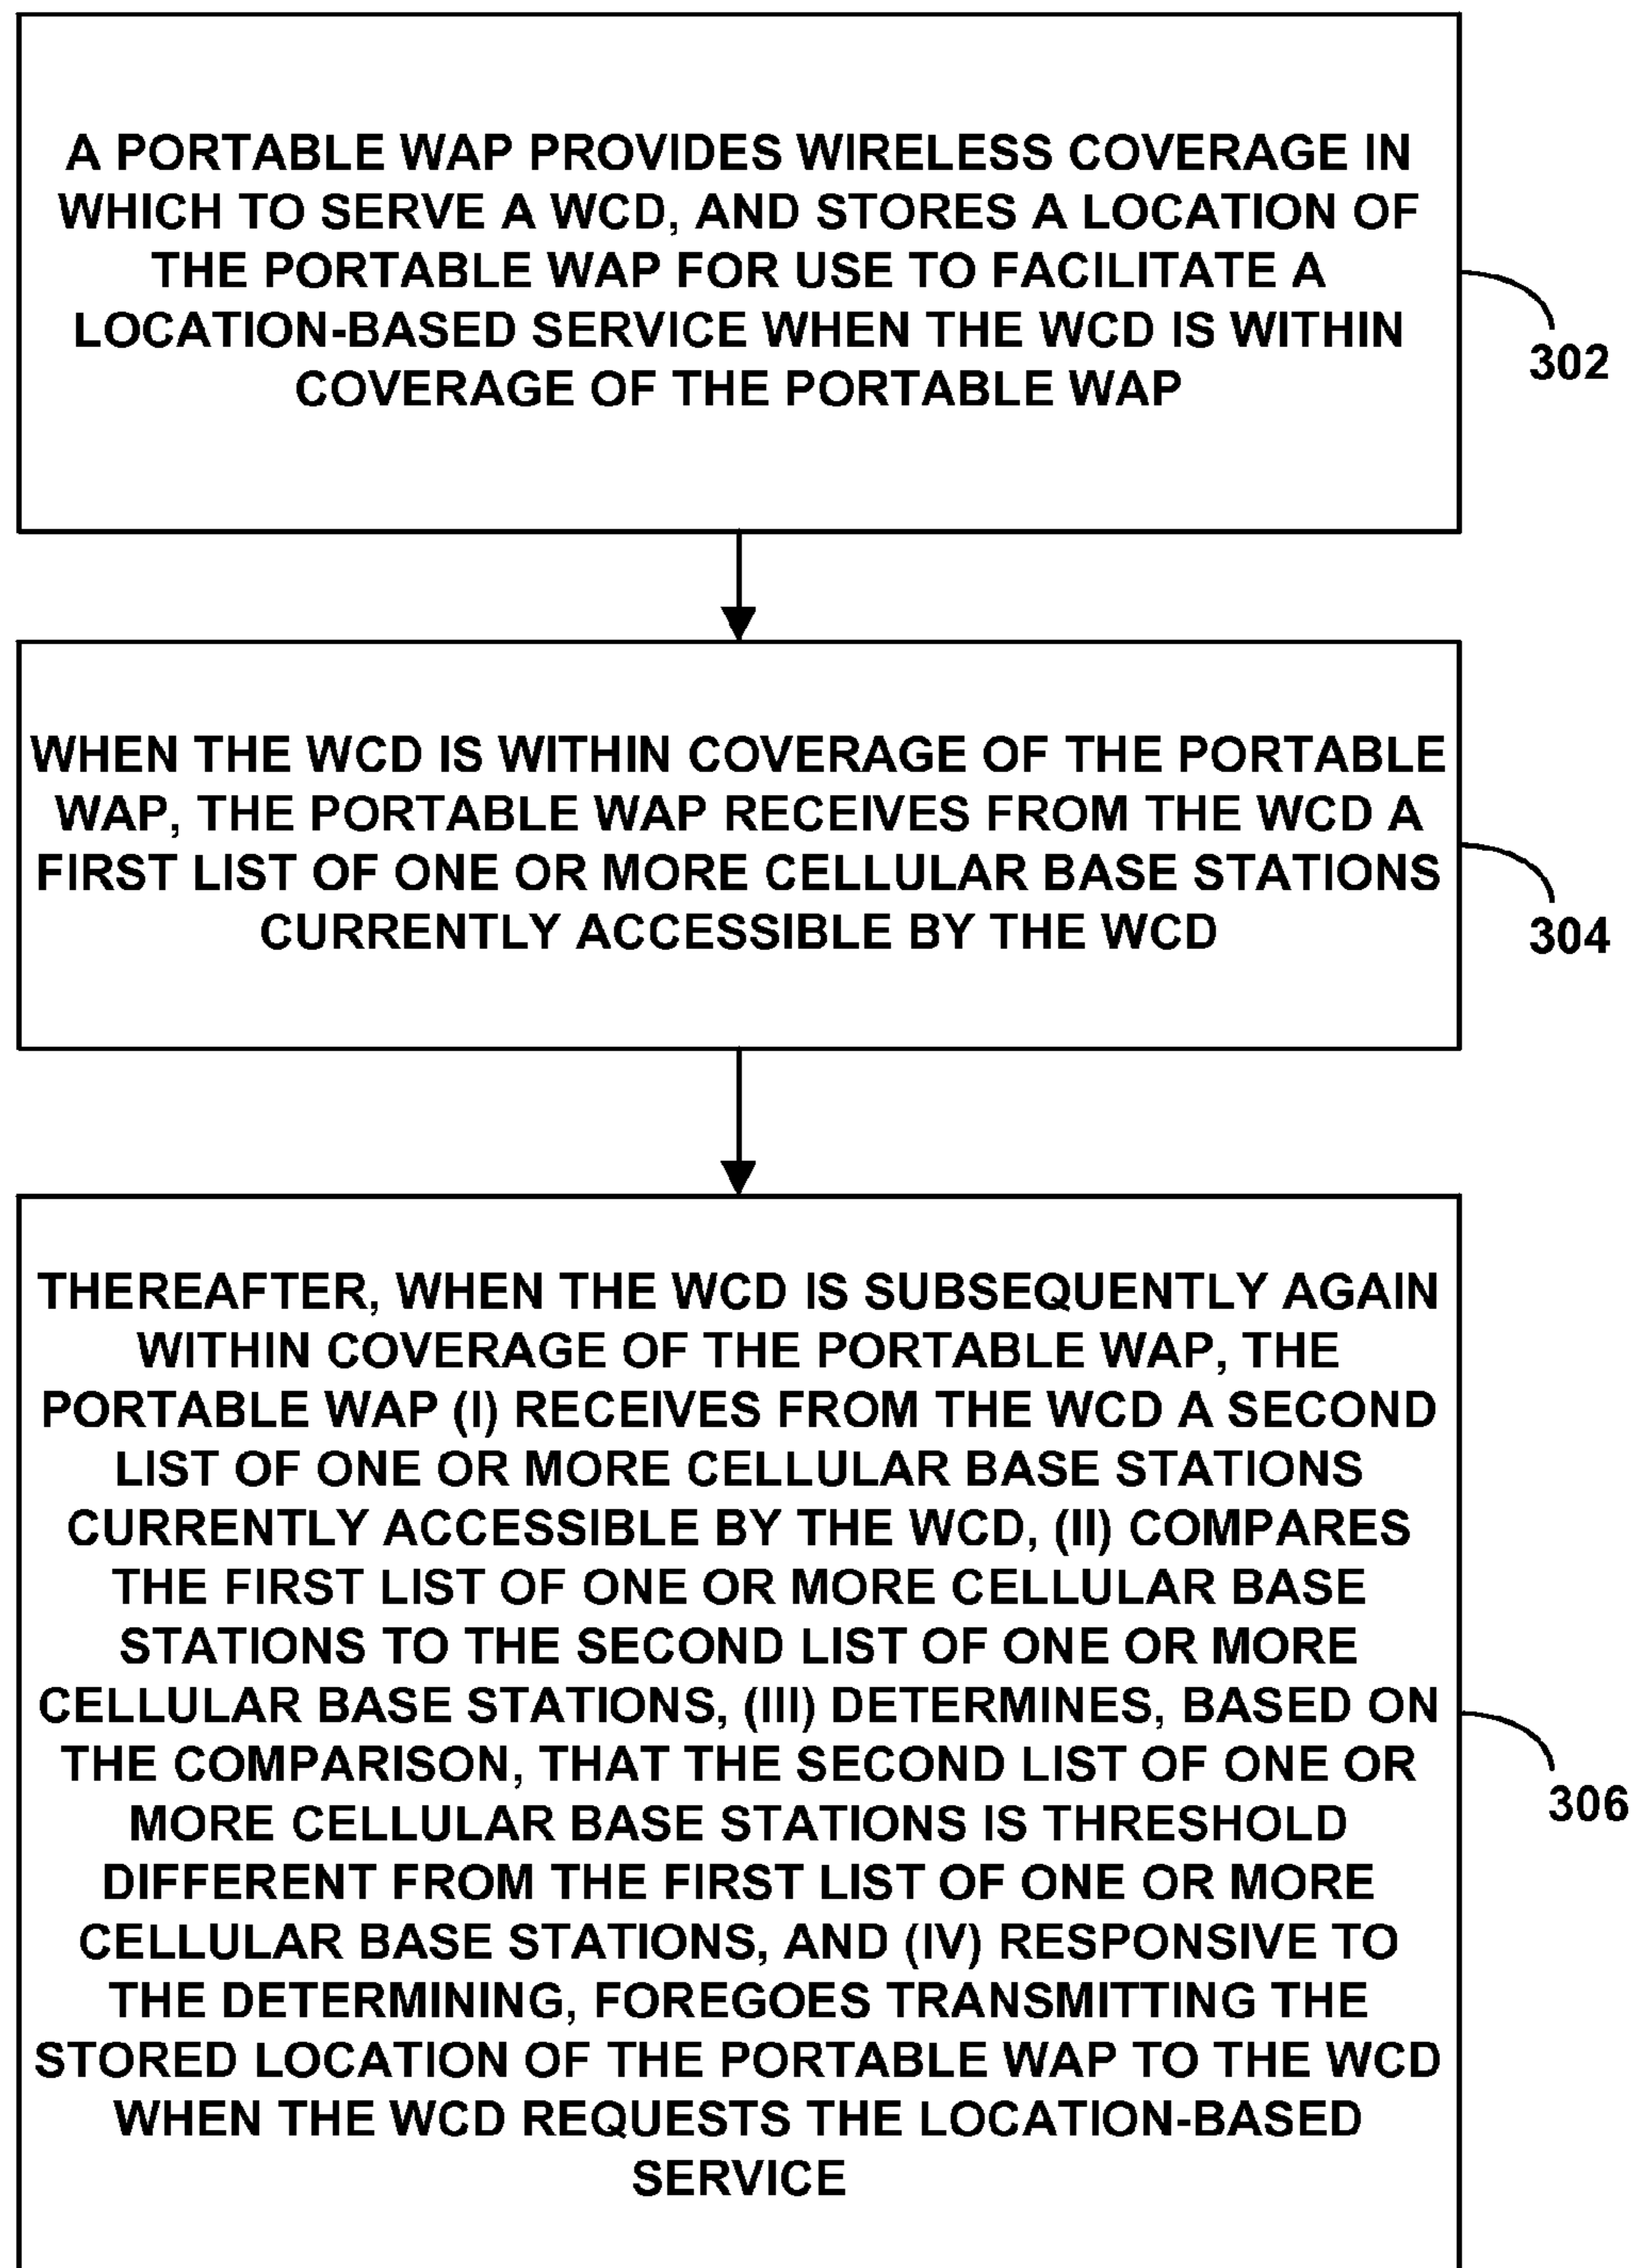 A PORTABLE WAP PROVIDES WIRELESS COVERAGE IN
WHICH TO SERVE A WCD, AND STORES A LOCATION OF
THE PORTABLE WAP FOR USE TO FACILITATE A
LOCATION-BASED SERVICE WHEN THE WCD IS WITHIN
COVERAGE OF THE PORTABLE WAP
302
WHEN THE WCD IS WITHIN COVERAGE OF THE PORTABLE
WAP, THE PORTABLE WAP RECEIVES FROM THE WCD A
FIRST LIST OF ONE OR MORE CELLULAR BASE STATIONS
CURRENTLY ACCESSIBLE BY THE WCD
304
THEREAFTER, WHEN THE WCD IS SUBSEQUENTLY AGAIN
WITHIN COVERAGE OF THE PORTABLE WAP, THE
PORTABLE WAP (I) RECEIVES FROM THE WCD A SECOND
LIST OF ONE OR MORE CELLULAR BASE STATIONS
CURRENTLY ACCESSIBLE BY THE WCD, (II) COMPARES
THE FIRST LIST OF ONE OR MORE CELLULAR BASE
STATIONS TO THE SECOND LIST OF ONE OR MORE
CELLULAR BASE STATIONS, (III) DETERMINES, BASED ON
THE COMPARISON, THAT THE SECOND LIST OF ONE OR
MORE CELLULAR BASE STATIONS IS THRESHOLD
DIFFERENT FROM THE FIRST LIST OF ONE OR MORE
CELLULAR BASE STATIONS, AND (IV) RESPONSIVE TO
THE DETERMINING, FOREGOES TRANSMITTING THE
STORED LOCATION OF THE PORTABLE WAP TO THE WCD
WHEN THE WCD REQUESTS THE LOCATION-BASED
SERVICE
306